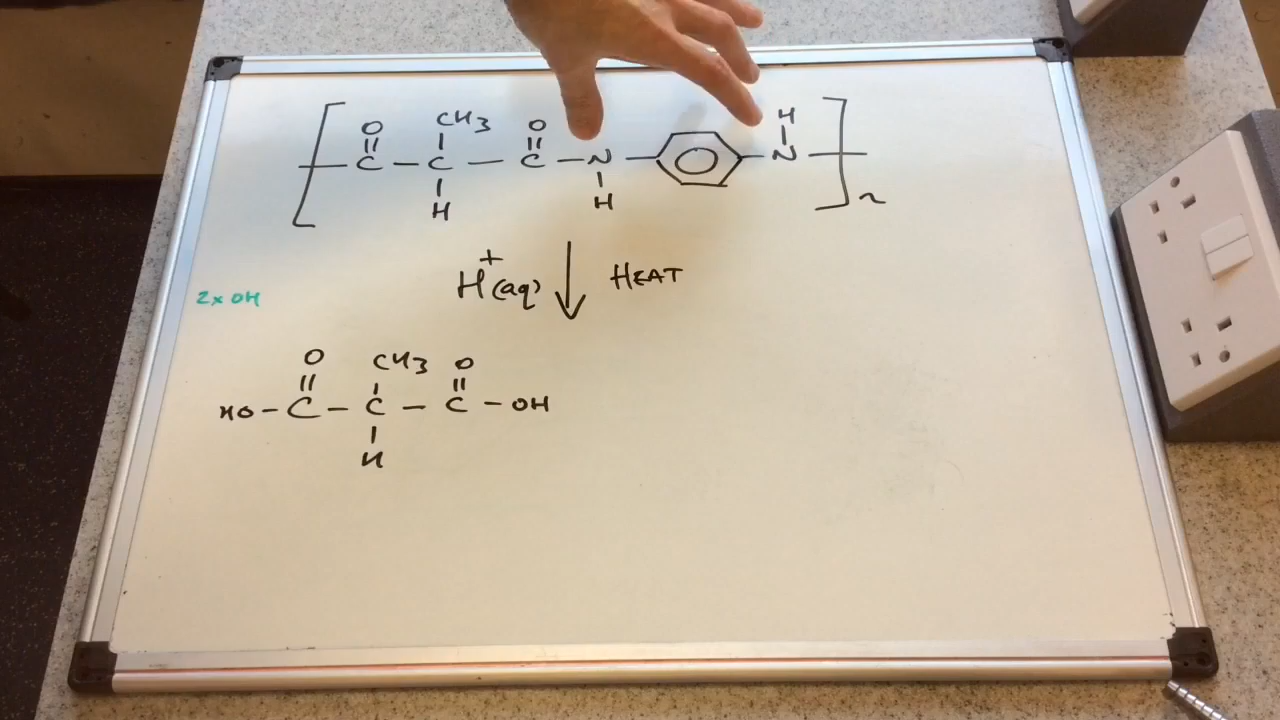 O CH3 O H
C – C – C – N – N n
H H
H+(aq) ↓ HEAT
2x OH
O CH3 O
HO – C – C – C – OH
H